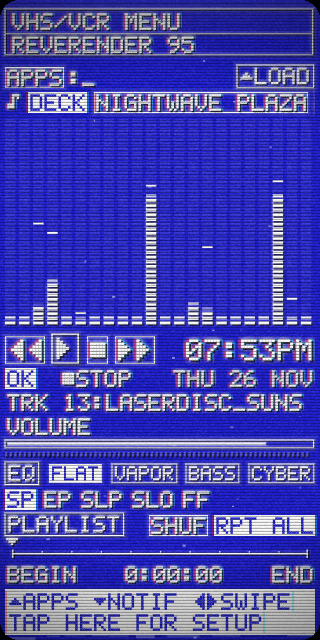 VHS/VCR MENU
REVERENDER 95
APPS:_ LOAD
DECK NIGHTWAVE PLAZA
07:53PM
OK STOP THU 26 NOV
TRK 13:LASERDISC_SUNS
VOLUME
EQ FLAT VAPOR BASS CYBER
SP EP SLP SLO FF
PLAYLIST SHUF RPT ALL
BEGIN 0:00:00 END
APPS NOTIF SWIPE
TAP HERE FOR SETUP